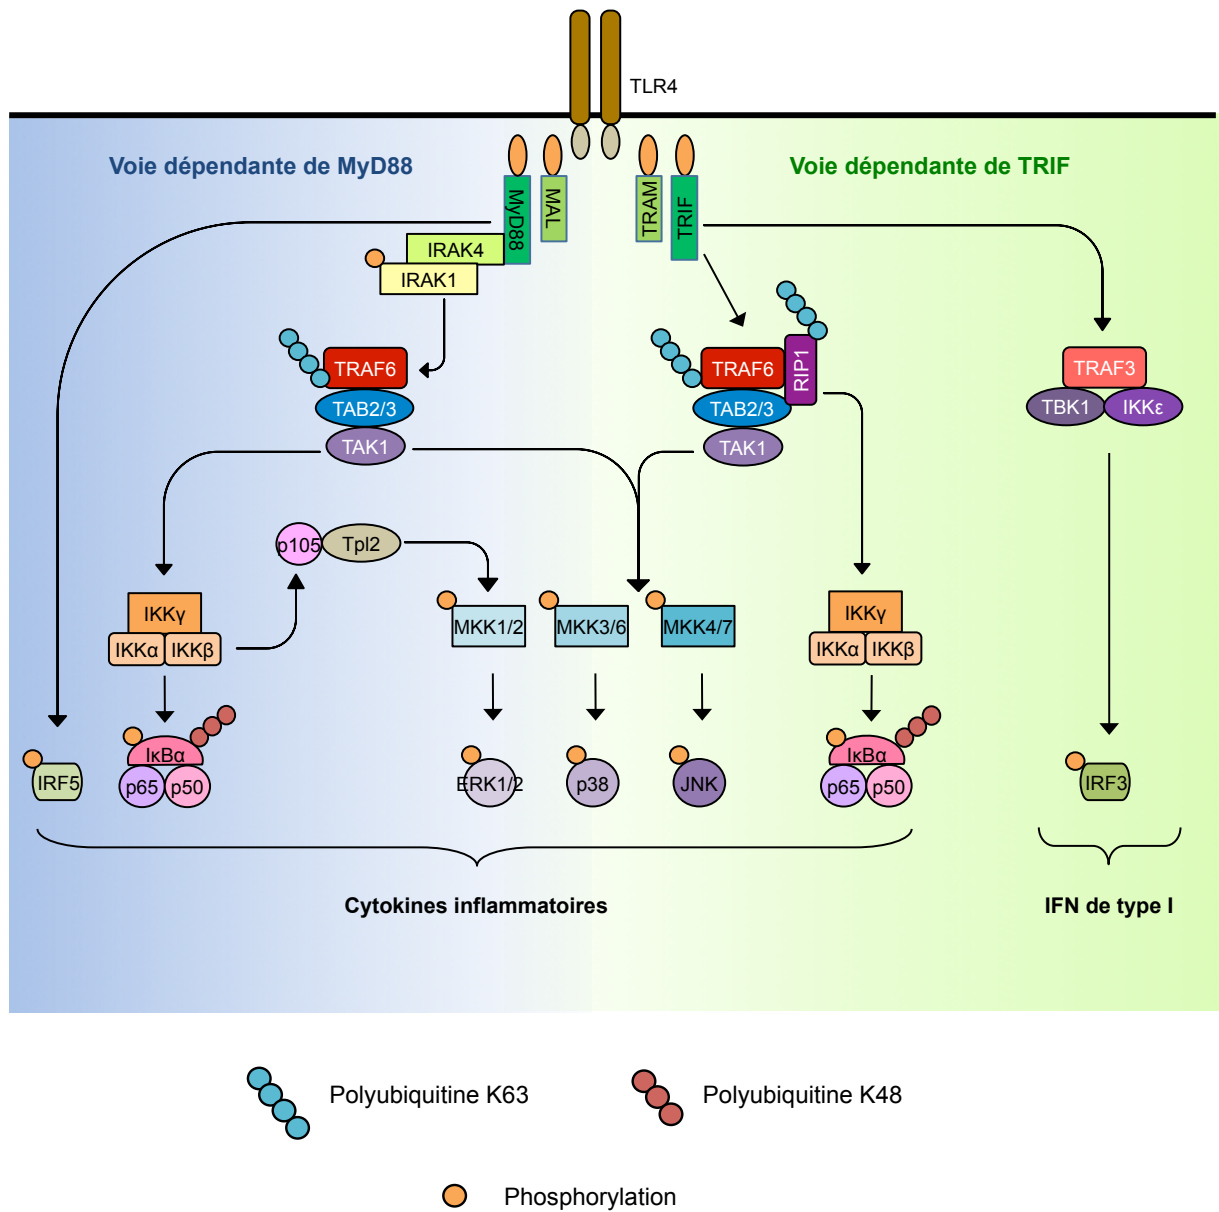 TLR4
Voie dépendante de MyD88
Voie dépendante de TRIF
MyD88
MAL
TRAM
TRIF
IRAK4
IRAK1
TRAF6
TAB2/3
TAK1
TRAF6
RIP1
TAB2/3
TAK1
TRAF3
TBK1
IKKε
p105
Tpl2
IKKγ
IKKα
IKKβ
MKK1/2
MKK3/6
MKK4/7
IKKγ
IKKα
IKKβ
IRF5
IκBα
p65
p50
ERK1/2
p38
JNK
IκBα
p65
p50
IRF3
Cytokines inflammatoires
IFN de type I
Polyubiquitine K63
Polyubiquitine K48
Phosphorylation